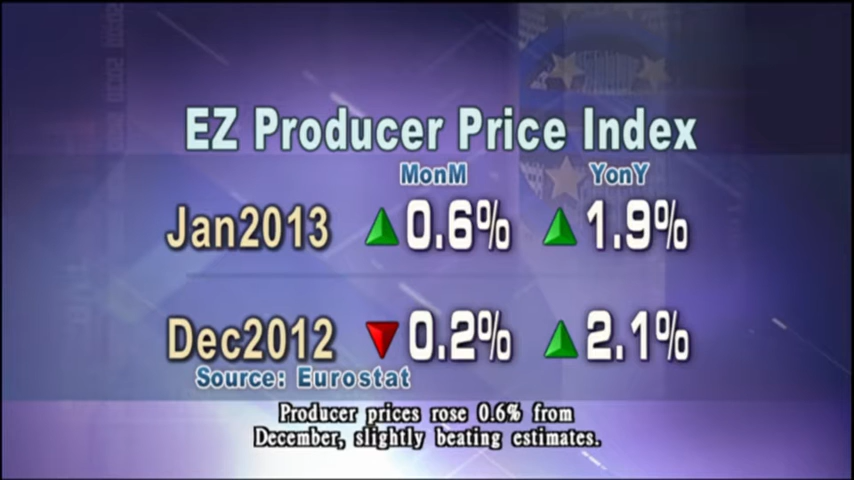 EZ Producer Price Index
MonM YonY
Jan2013 0.6% 1.9%
Dec2012 0.2% 2.1%
Source: Eurostat
Producer prices rose 0.6% from
December, slightly beating estimates.